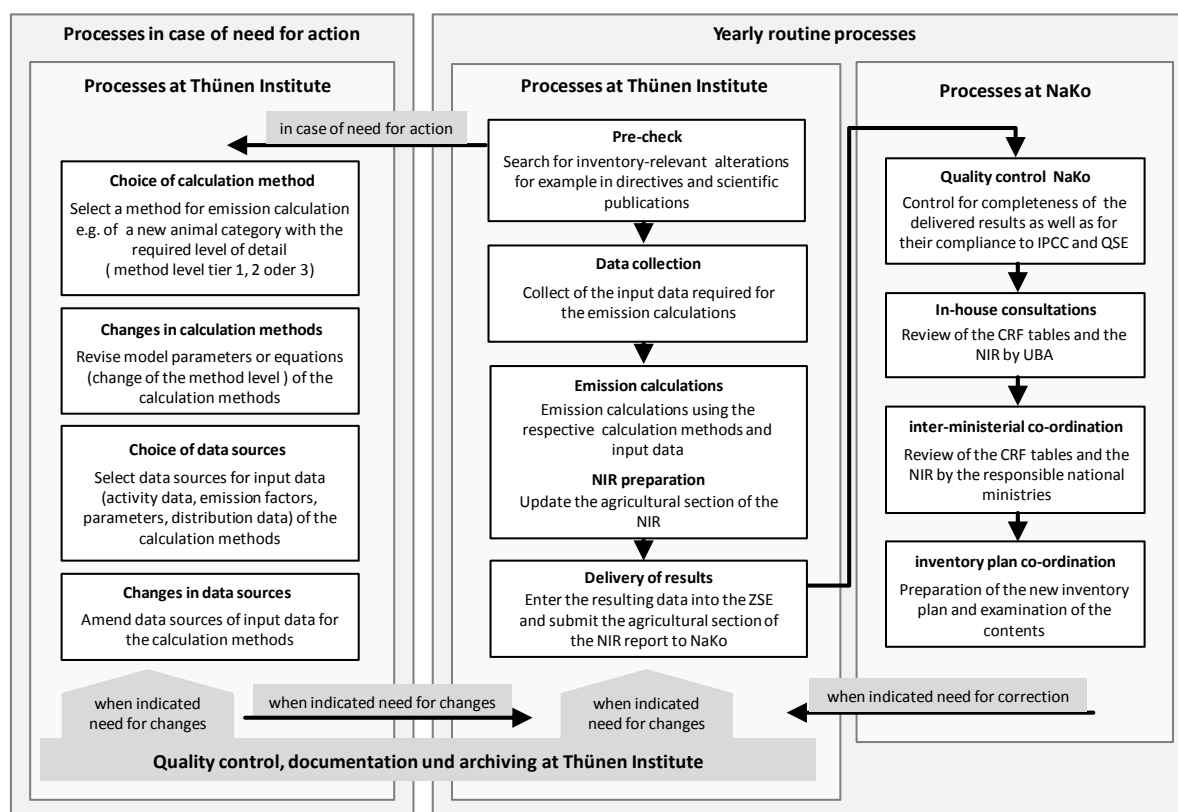 Processes in case of need for action
Processes at Thünen Institute
Choice of calculation method
Select a method for emission calculation
e.g. of a new animal category with the
required level of detail
( method level tier 1, 2 oder 3)
Changes in calculation methods
Revise model parameters or equations
(change of the method level ) of the
calculation methods
Choice of data sources
Select data sources for input data
(activity data, emission factors,
parameters, distribution data) of the
calculation methods
Changes in data sources
Amend data sources of input data for
the calculation methods
when indicated
need for changes
in case of need for action
when indicated need for changes
Yearly routine processes
Processes at Thünen Institute
Pre-check
Search for inventory-relevant alterations
for example in directives and scientific
publications
Data collection
Collect of the input data required for
the emission calculations
Emission calculations
Emission calculations using the
respective calculation methods and
input data
NIR preparation
Update the agricultural section of the
NIR
Delivery of results
Enter the resulting data into the ZSE
and submit the agricultural section of
the NIR report to NaKo
when indicated
need for changes
Processes at NaKo
Quality control NaKo
Control for completeness of the
delivered results as well as for
their compliance to IPCC and QSE
In-house consultations
Review of the CRF tables and the
NIR by UBA
inter-ministerial co-ordination
Review of the CRF tables and the
NIR by the responsible national
ministries
inventory plan co-ordination
Preparation of the new inventory
plan and examination of the
contents
when indicated need for correction
Quality control, documentation und archiving at Thünen Institute